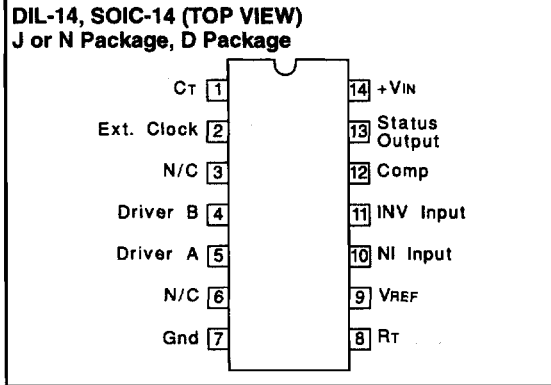 DIL-14, SOIC-14 (TOP VIEW)
J or N Package, D Package
CT 1
14 +VIN
Ext. Clock 2
13 Status
Output
N/C 3
12 Comp
Driver B 4
11 INV Input
Driver A 5
10 NI Input
N/C 6
9 VREF
Gnd 7
8 RT